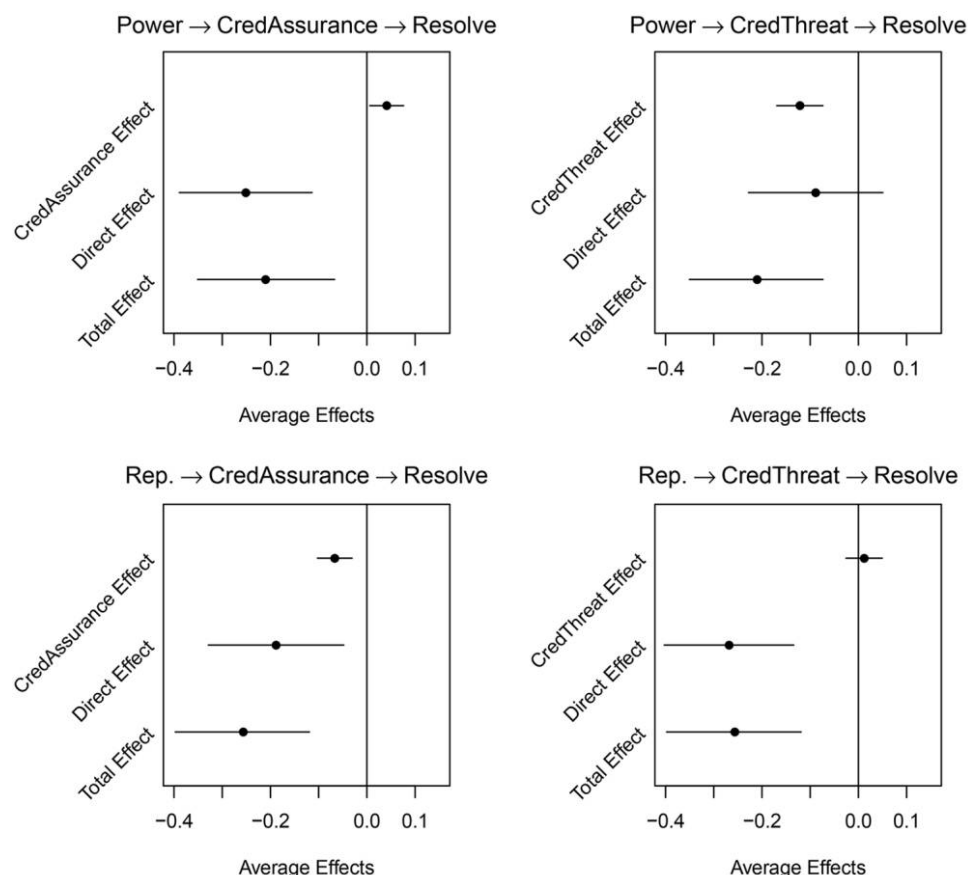 Power → CredAssurance → Resolve
CredAssurance Effect
Direct Effect
Total Effect
−0.4 −0.2 0.0 0.1
Average Effects
Power → CredThreat → Resolve
CredThreat Effect
Direct Effect
Total Effect
−0.4 −0.2 0.0 0.1
Average Effects
Rep. → CredAssurance → Resolve
CredAssurance Effect
Direct Effect
Total Effect
−0.4 −0.2 0.0 0.1
Average Effects
Rep. → CredThreat → Resolve
CredThreat Effect
Direct Effect
Total Effect
−0.4 −0.2 0.0 0.1
Average Effects